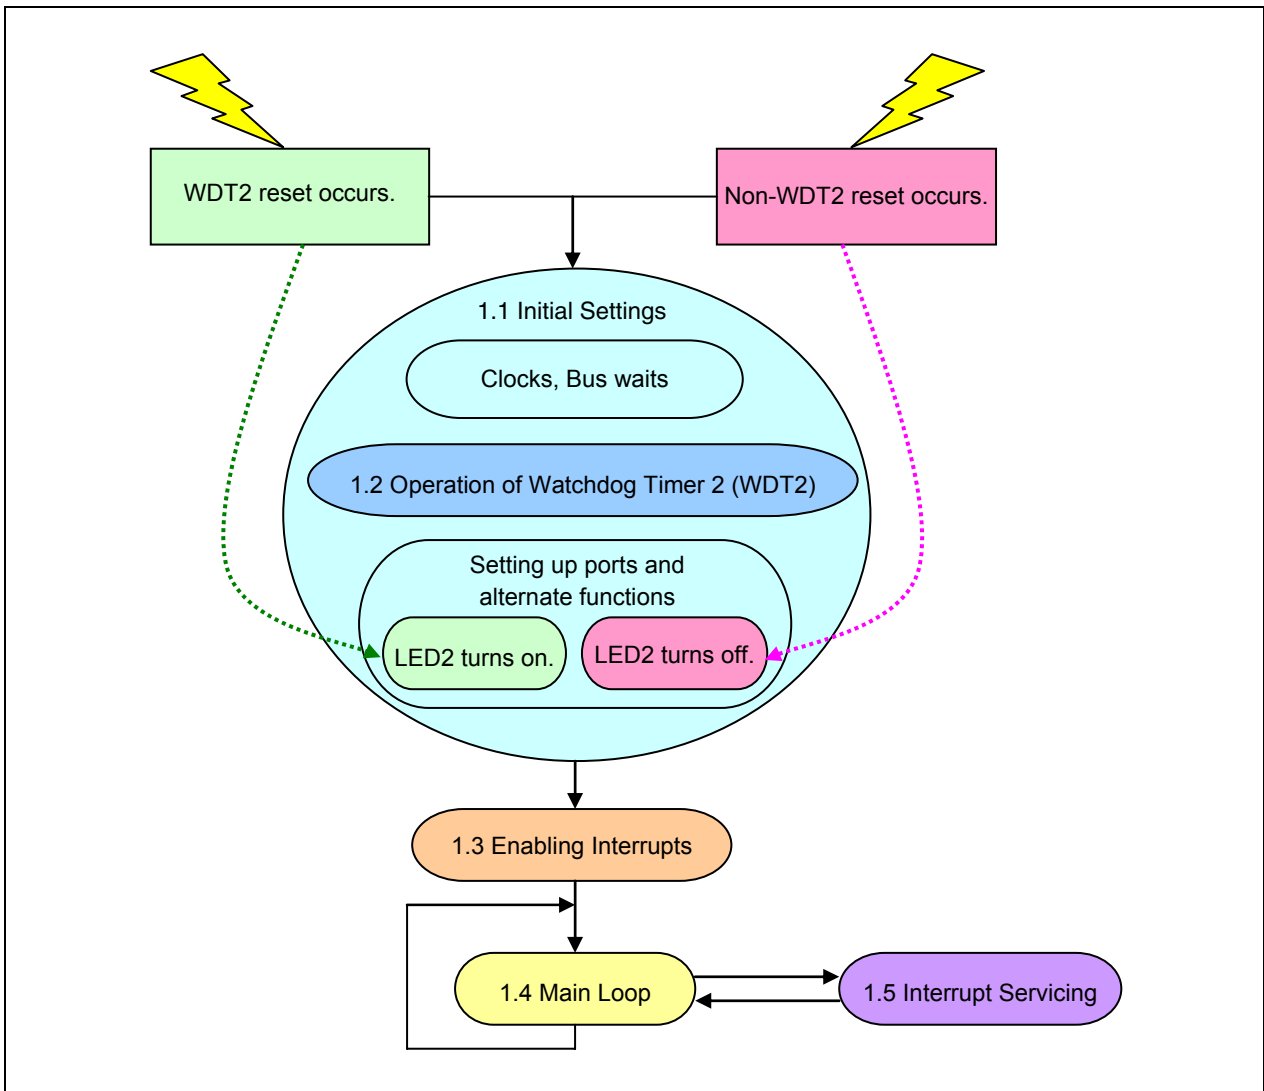 WDT2 reset occurs.
Non-WDT2 reset occurs.
1.1 Initial Settings
Clocks, Bus waits
1.2 Operation of Watchdog Timer 2 (WDT2)
Setting up ports and
alternate functions
LED2 turns on.
LED2 turns off.
1.3 Enabling Interrupts
1.4 Main Loop
1.5 Interrupt Servicing